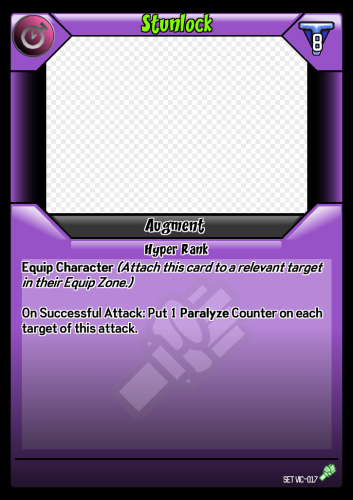 Stunlock
8
Augment
Hyper Rank
Equip Character (Attach this card to a relevant target
in their Equip Zone.)
On Successful Attack: Put 1 Paralyze Counter on each
target of this attack.
SET VIC-017